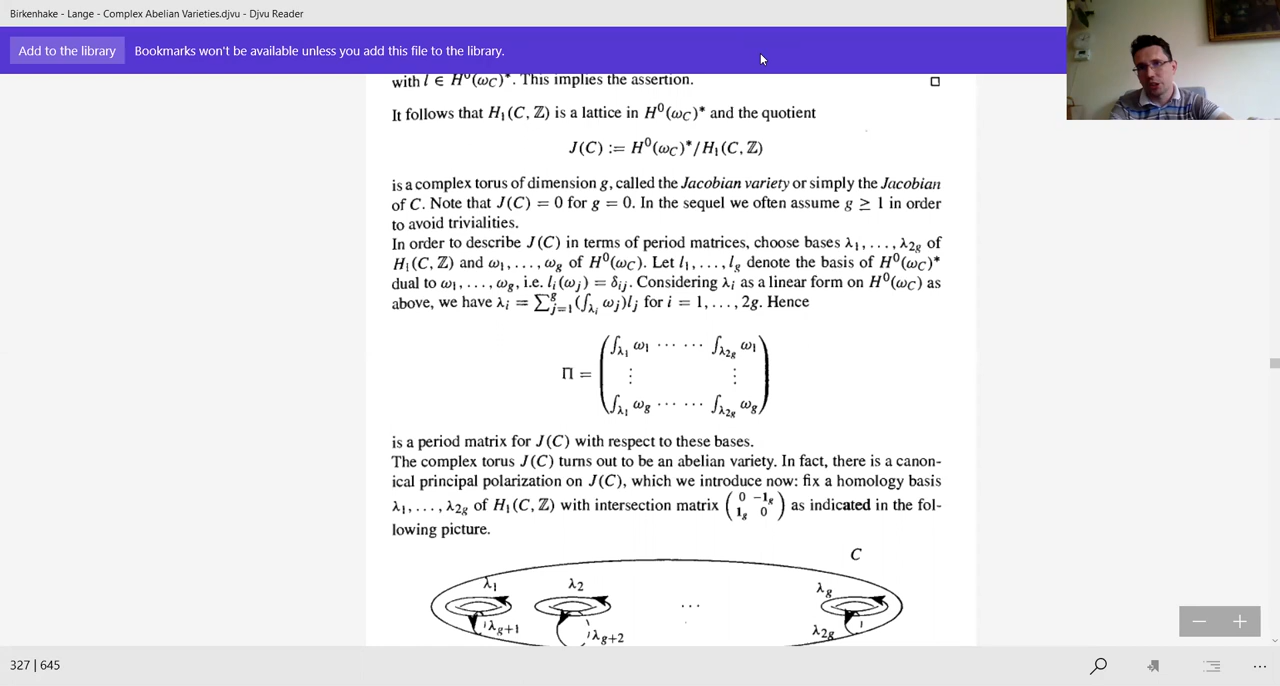 Birkenhake - Lange - Complex Abelian Varieties.djvu - Djvu Reader
Add to the library Bookmarks won't be available unless you add this file to the library.
with l ∈ H⁰(ω_C)*. This implies the assertion. □
It follows that H₁(C, ℤ) is a lattice in H⁰(ω_C)* and the quotient
J(C) := H⁰(ω_C)*/H₁(C, ℤ)
is a complex torus of dimension g, called the Jacobian variety or simply the Jacobian
of C. Note that J(C) = 0 for g = 0. In the sequel we often assume g ≥ 1 in order
to avoid trivialities.
In order to describe J(C) in terms of period matrices, choose bases λ₁, . . . , λ₂g of
H₁(C, ℤ) and ω₁, . . . , ω_g of H⁰(ω_C). Let l₁, . . . , l_g denote the basis of H⁰(ω_C)*
dual to ω₁, . . . , ω_g, i.e. l_i(ω_j) = δ_ij. Considering λ_i as a linear form on H⁰(ω_C) as
above, we have λ_i = ∑_{j=1}^g (∫_{λ_i} ω_j) l_j for i = 1, . . . , 2g. Hence
∫_{λ₁} ω₁ ··· ··· ∫_{λ₂g} ω₁
Π = ( ⋮ ⋮ )
∫_{λ₁} ω_g ··· ··· ∫_{λ₂g} ω_g
is a period matrix for J(C) with respect to these bases.
The complex torus J(C) turns out to be an abelian variety. In fact, there is a canon-
ical principal polarization on J(C), which we introduce now: fix a homology basis
λ₁, . . . , λ₂g of H₁(C, ℤ) with intersection matrix (0 −1_g ; 1_g 0) as indicated in the fol-
lowing picture.
C
λ₁ λ₂ ··· λ_g
λ_{g+1} λ_{g+2} λ₂g
327 | 645